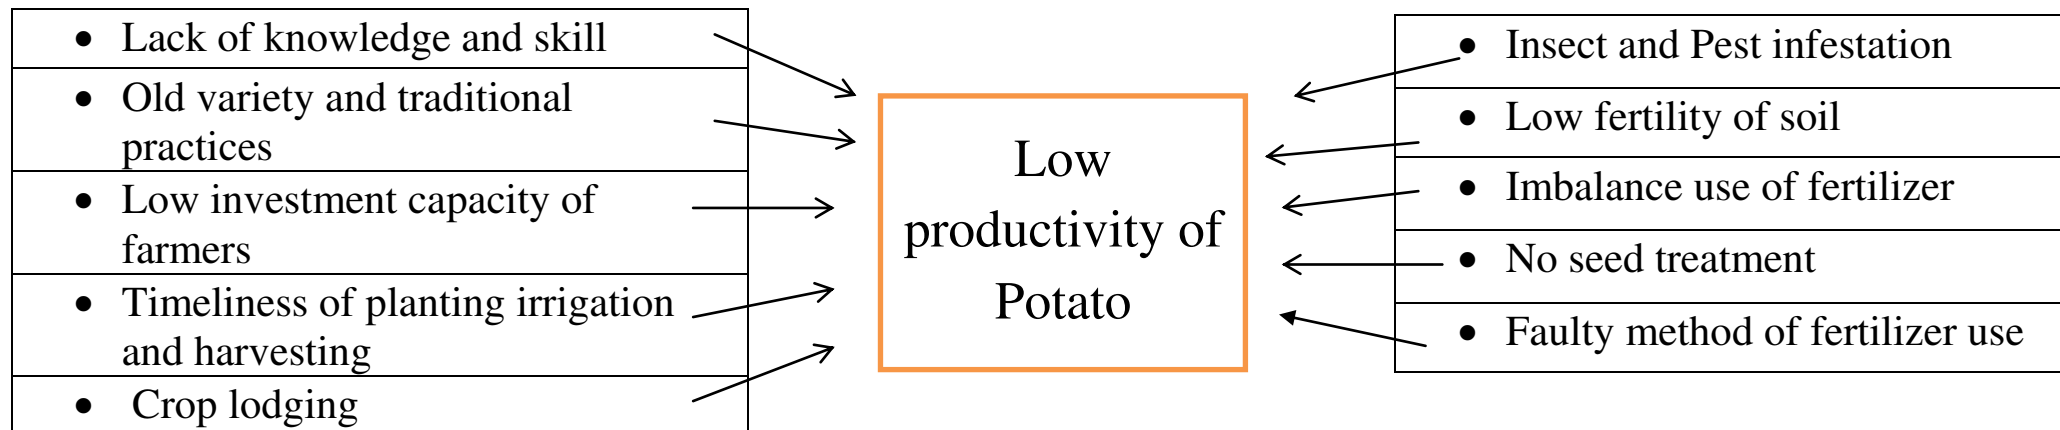 • Lack of knowledge and skill
• Old variety and traditional
practices
• Low investment capacity of
farmers
• Timeliness of planting irrigation
and harvesting
• Crop lodging
Low
productivity of
Potato
• Insect and Pest infestation
• Low fertility of soil
• Imbalance use of fertilizer
• No seed treatment
• Faulty method of fertilizer use